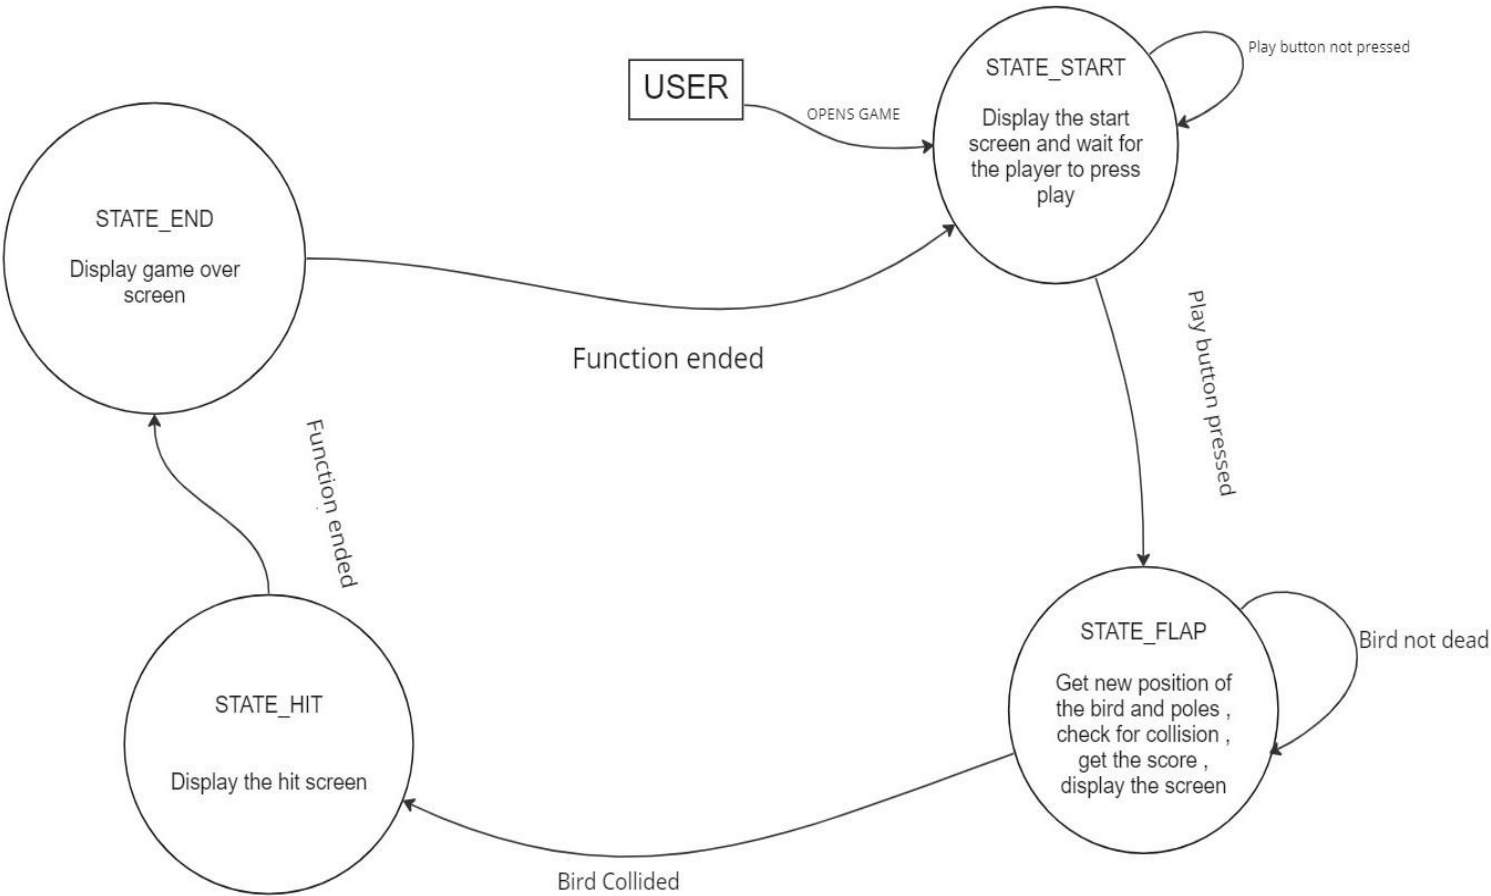 USER
OPENS GAME
STATE_START
Display the start
screen and wait for
the player to press
play
Play button not pressed
STATE_END
Display game over
screen
Function ended
Play button pressed
Function ended
STATE_FLAP
Get new position of
the bird and poles ,
check for collision ,
get the score ,
display the screen
Bird not dead
STATE_HIT
Display the hit screen
Bird Collided